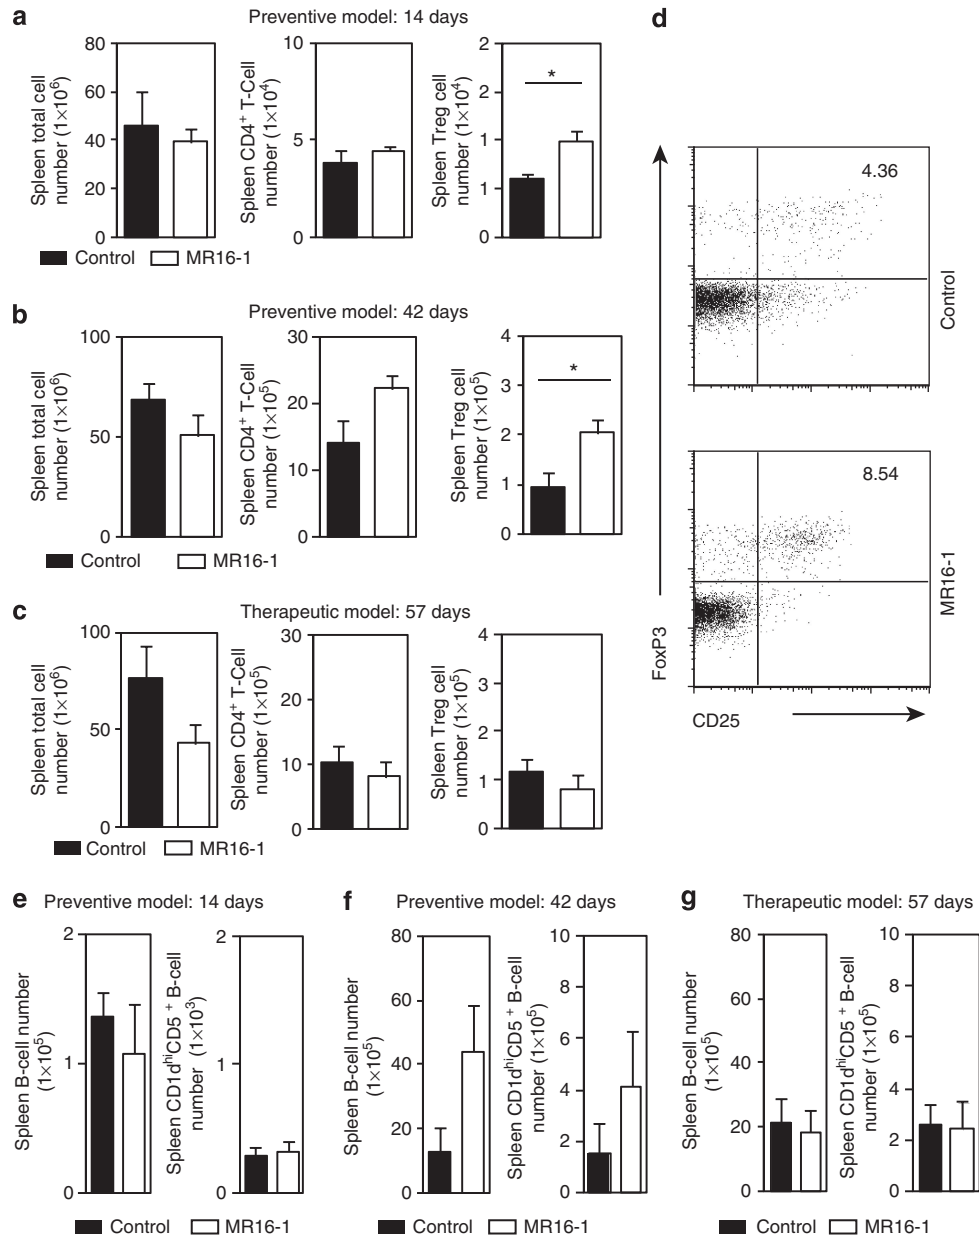 a
Preventive model: 14 days
Spleen total cell
number (1×10⁶)
80
60
40
20
0
Spleen CD4⁺ T-Cell
number (1×10⁴)
10
5
0
Spleen Treg cell
number (1×10⁴)
2
2
1
1
0
*
Control
MR16-1
b
Preventive model: 42 days
Spleen total cell
number (1×10⁶)
100
50
0
Spleen CD4⁺ T-Cell
number (1×10⁵)
30
20
10
0
Spleen Treg cell
number (1×10⁵)
4
3
2
1
0
*
Control
MR16-1
c
Therapeutic model: 57 days
Spleen total cell
number (1×10⁶)
100
50
0
Spleen CD4⁺ T-Cell
number (1×10⁵)
30
20
10
0
Spleen Treg cell
number (1×10⁵)
4
3
2
1
0
Control
MR16-1
d
4.36
Control
8.54
MR16-1
FoxP3
CD25
e
Preventive model: 14 days
Spleen B-cell number
(1×10⁵)
2
1
0
Spleen CD1dʰⁱCD5⁺ B-cell
number (1×10³)
2
1
0
Control
MR16-1
f
Preventive model: 42 days
Spleen B-cell number
(1×10⁵)
80
60
40
20
0
Spleen CD1dʰⁱCD5⁺ B-cell
number (1×10⁵)
10
8
6
4
2
0
Control
MR16-1
g
Therapeutic model: 57 days
Spleen B-cell number
(1×10⁵)
80
60
40
20
0
Spleen CD1dʰⁱCD5⁺ B-cell
number (1×10⁵)
10
8
6
4
2
0
Control
MR16-1